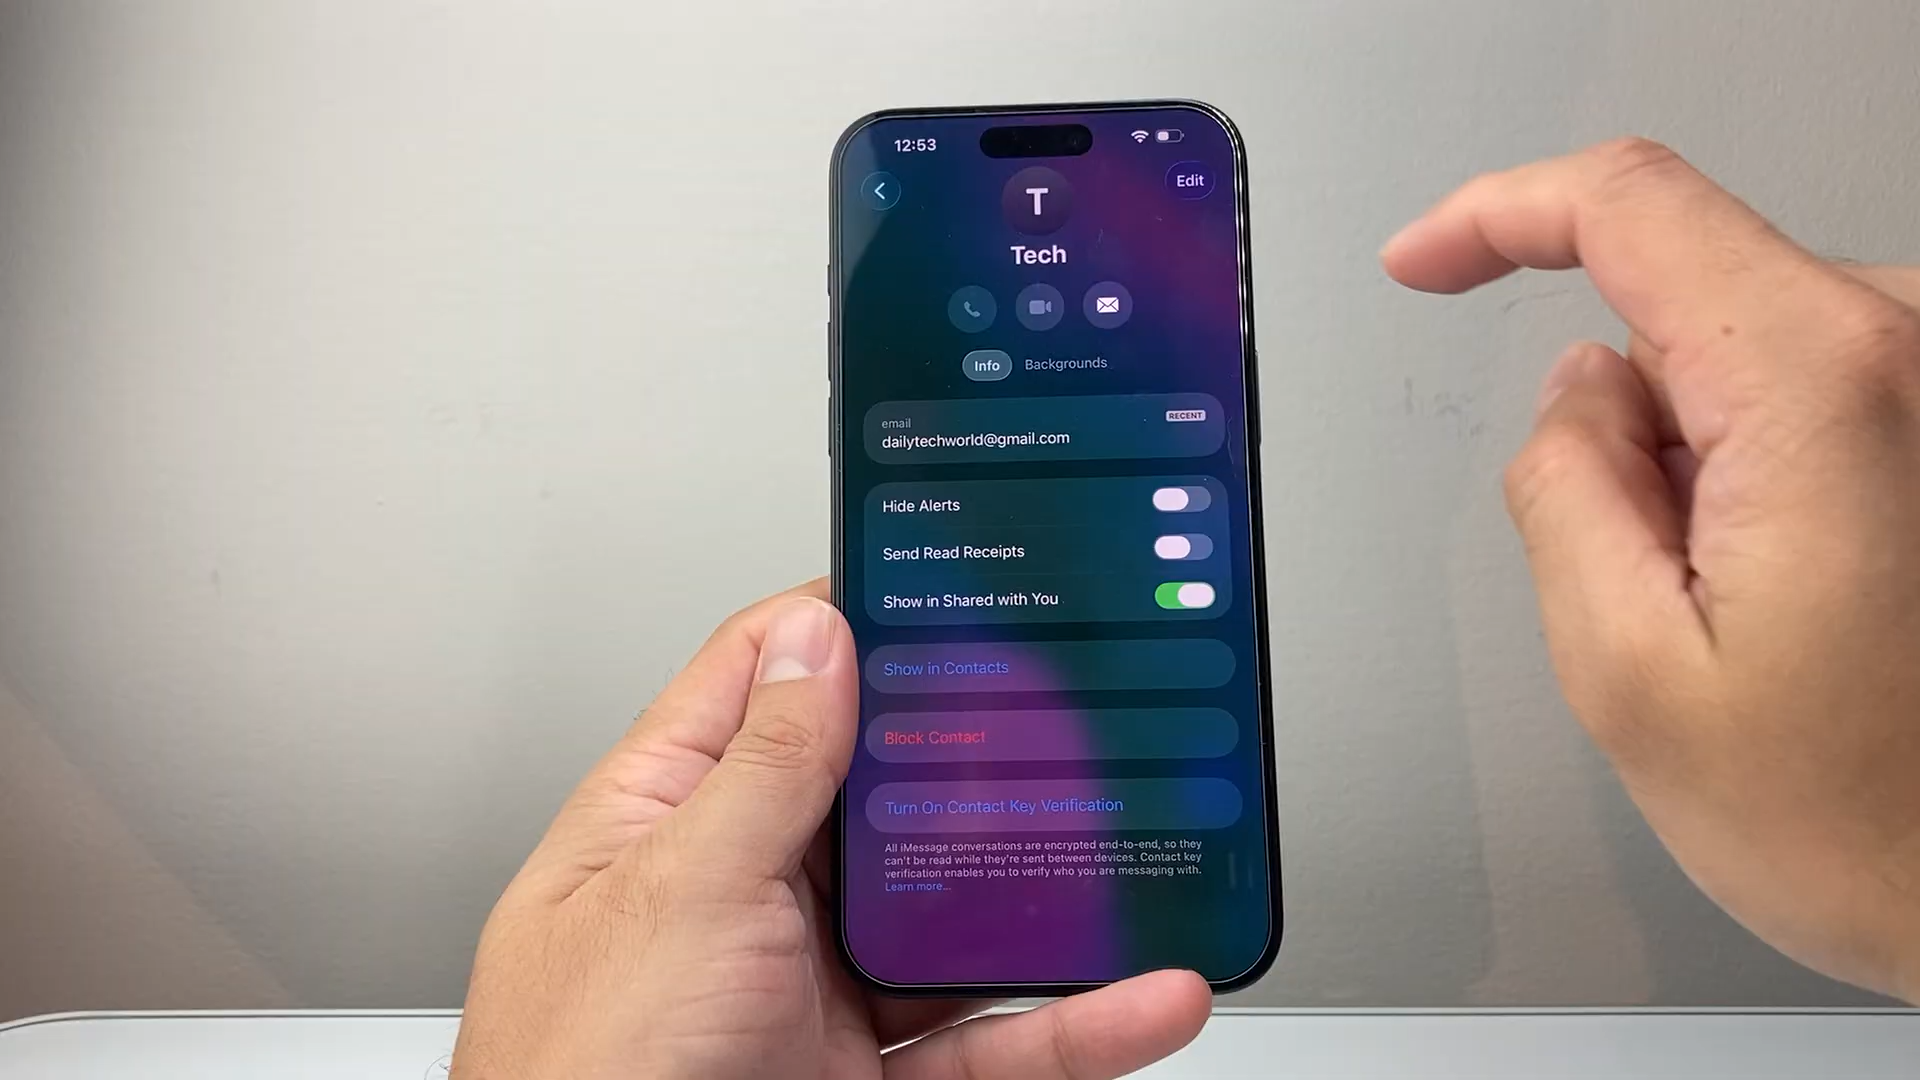 12:53
Edit
T
Tech
Info Backgrounds
email
RECENT
dailytechworld@gmail.com
Hide Alerts
Send Read Receipts
Show in Shared with You
Show in Contacts
Block Contact
Turn On Contact Key Verification
All iMessage conversations are encrypted end-to-end, so they
can't be read while they're sent between devices. Contact key
verification enables you to verify who you are messaging with.
Learn more...